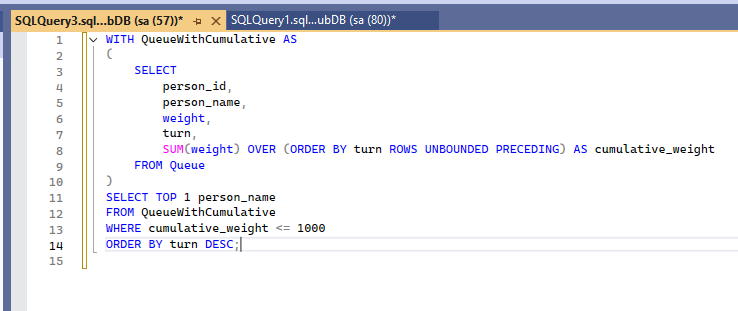 SQLQuery3.sql...bDB (sa (57))* SQLQuery1.sql...ubDB (sa (80))*
1 WITH QueueWithCumulative AS
2 (
3 SELECT
4 person_id,
5 person_name,
6 weight,
7 turn,
8 SUM(weight) OVER (ORDER BY turn ROWS UNBOUNDED PRECEDING) AS cumulative_weight
9 FROM Queue
10 )
11 SELECT TOP 1 person_name
12 FROM QueueWithCumulative
13 WHERE cumulative_weight <= 1000
14 ORDER BY turn DESC;
15